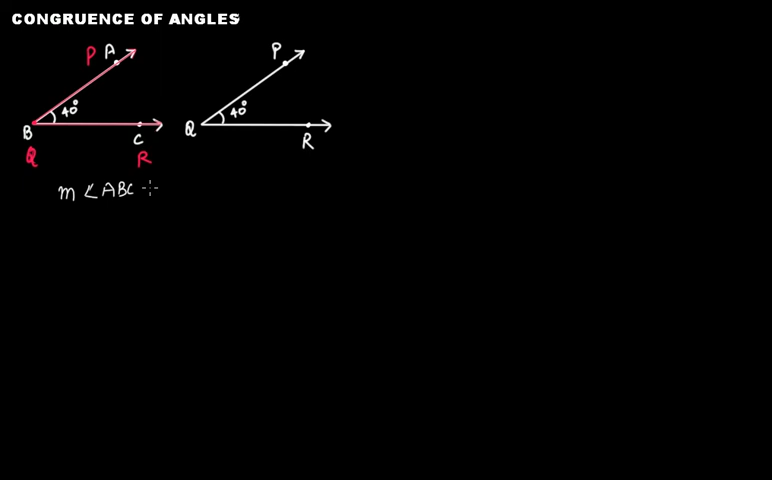 CONGRUENCE OF ANGLES
P A
40°
B
C
Q
R
P
40°
Q
R
m ∠ABC